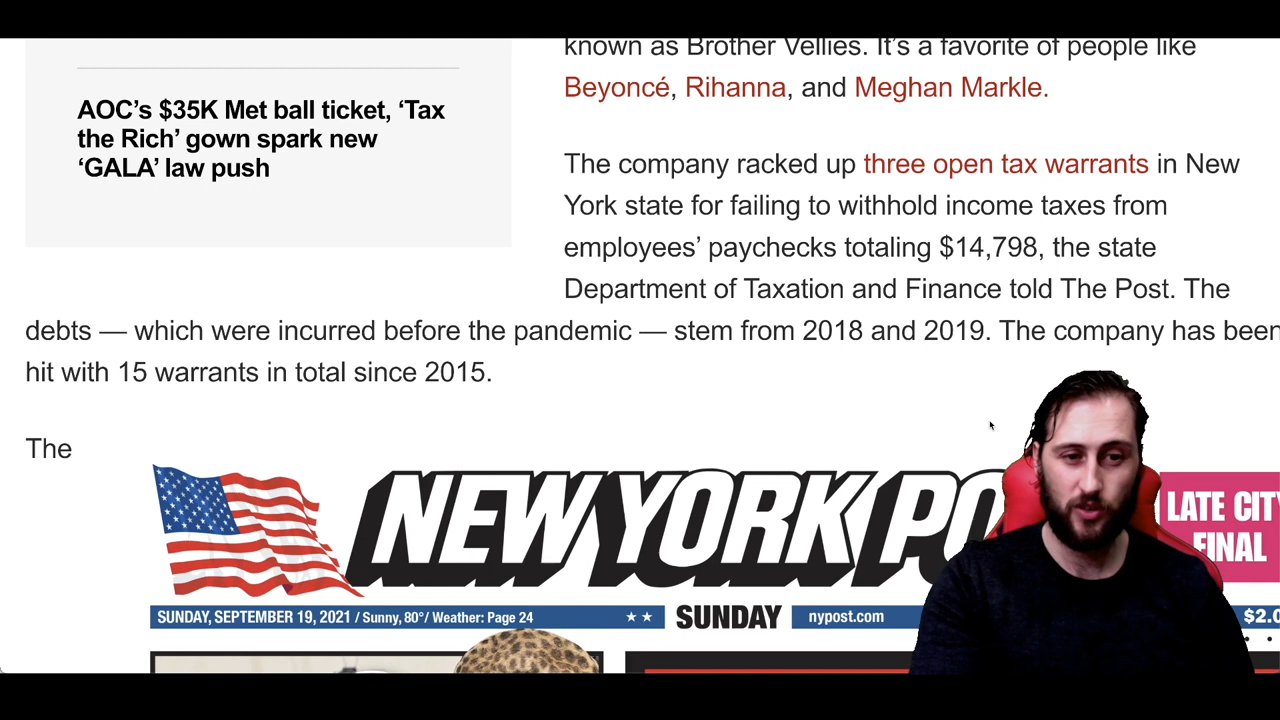 known as Brother Vellies. It’s a favorite of people like
Beyoncé, Rihanna, and Meghan Markle.
AOC’s $35K Met ball ticket, ‘Tax
the Rich’ gown spark new
‘GALA’ law push
The company racked up three open tax warrants in New
York state for failing to withhold income taxes from
employees’ paychecks totaling $14,798, the state
Department of Taxation and Finance told The Post. The
debts — which were incurred before the pandemic — stem from 2018 and 2019. The company has been
hit with 15 warrants in total since 2015.
The
NEW YORK PO
LATE CITY
FINAL
SUNDAY, SEPTEMBER 19, 2021 / Sunny, 80°/ Weather: Page 24
SUNDAY
nypost.com
$2.0